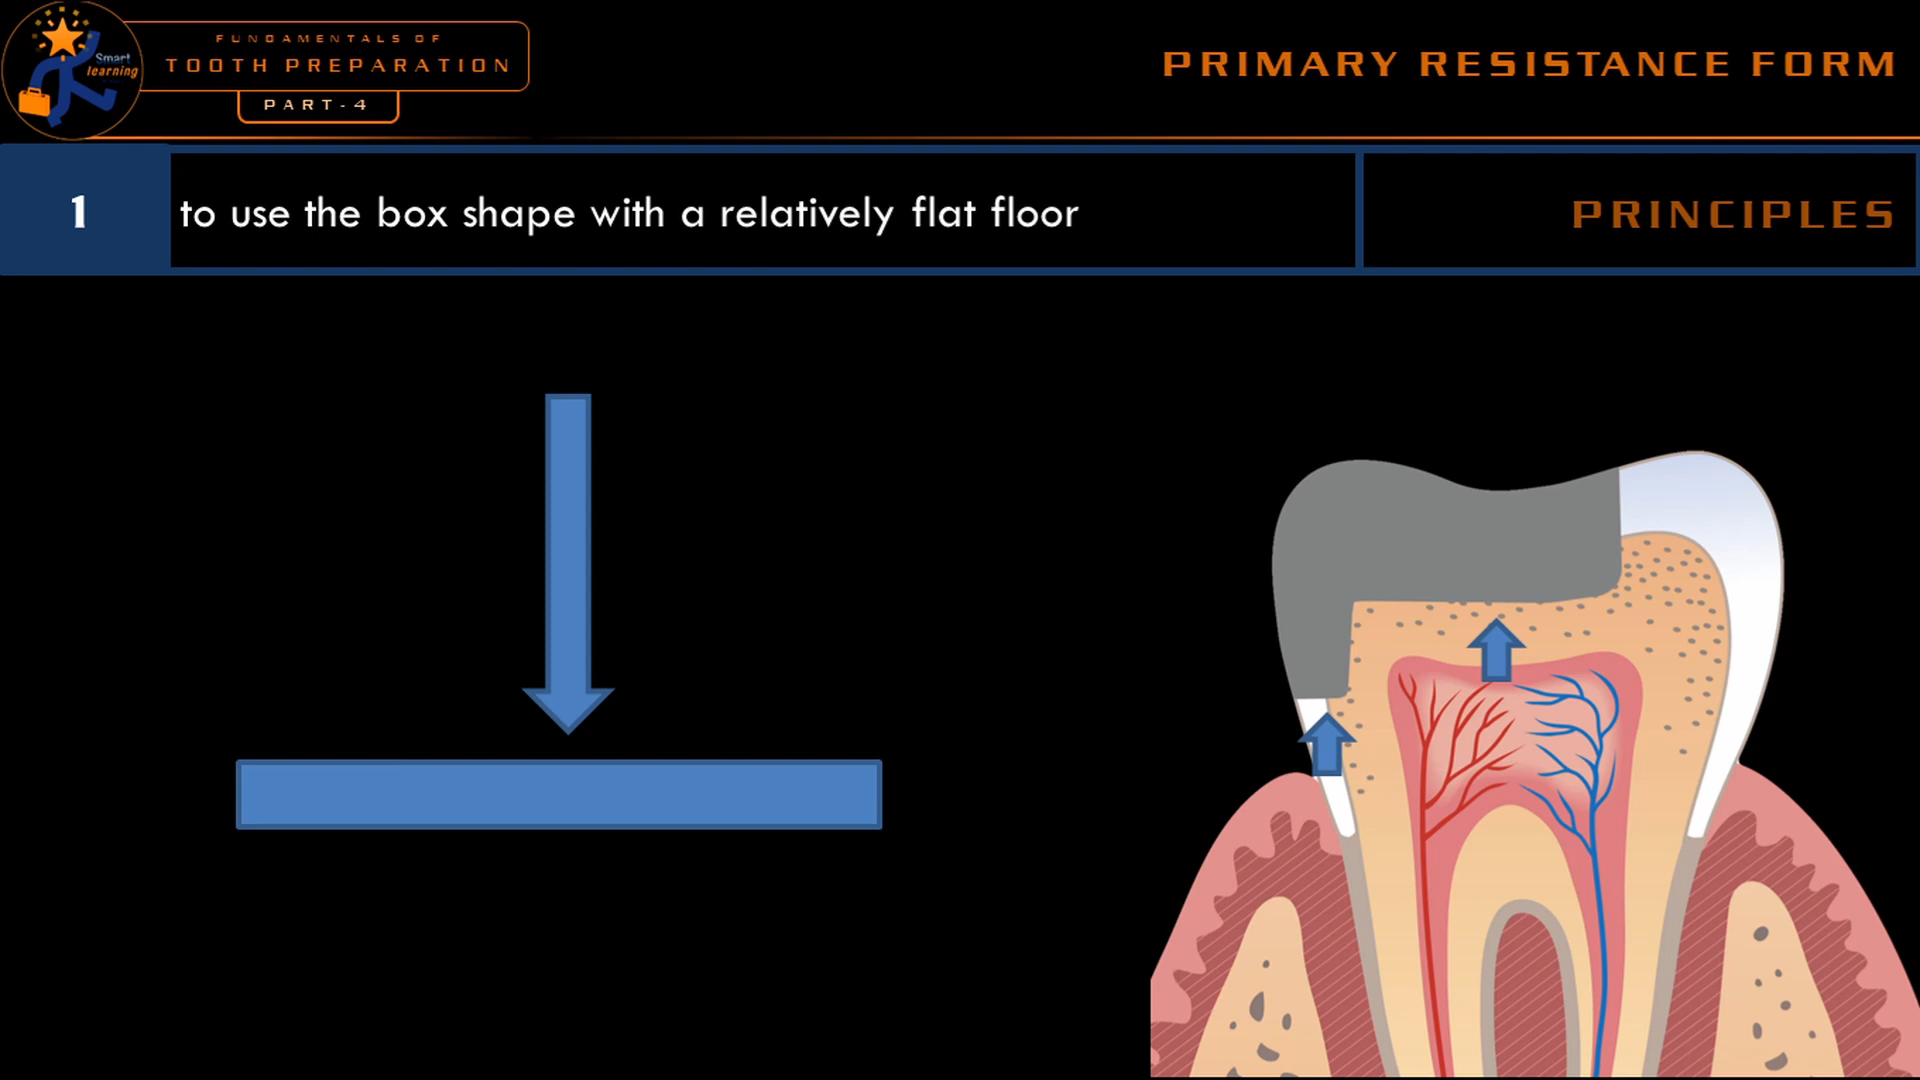 Smart
learning
FUNDAMENTALS OF
TOOTH PREPARATION
PART-4
PRIMARY RESISTANCE FORM
1
to use the box shape with a relatively flat floor
PRINCIPLES